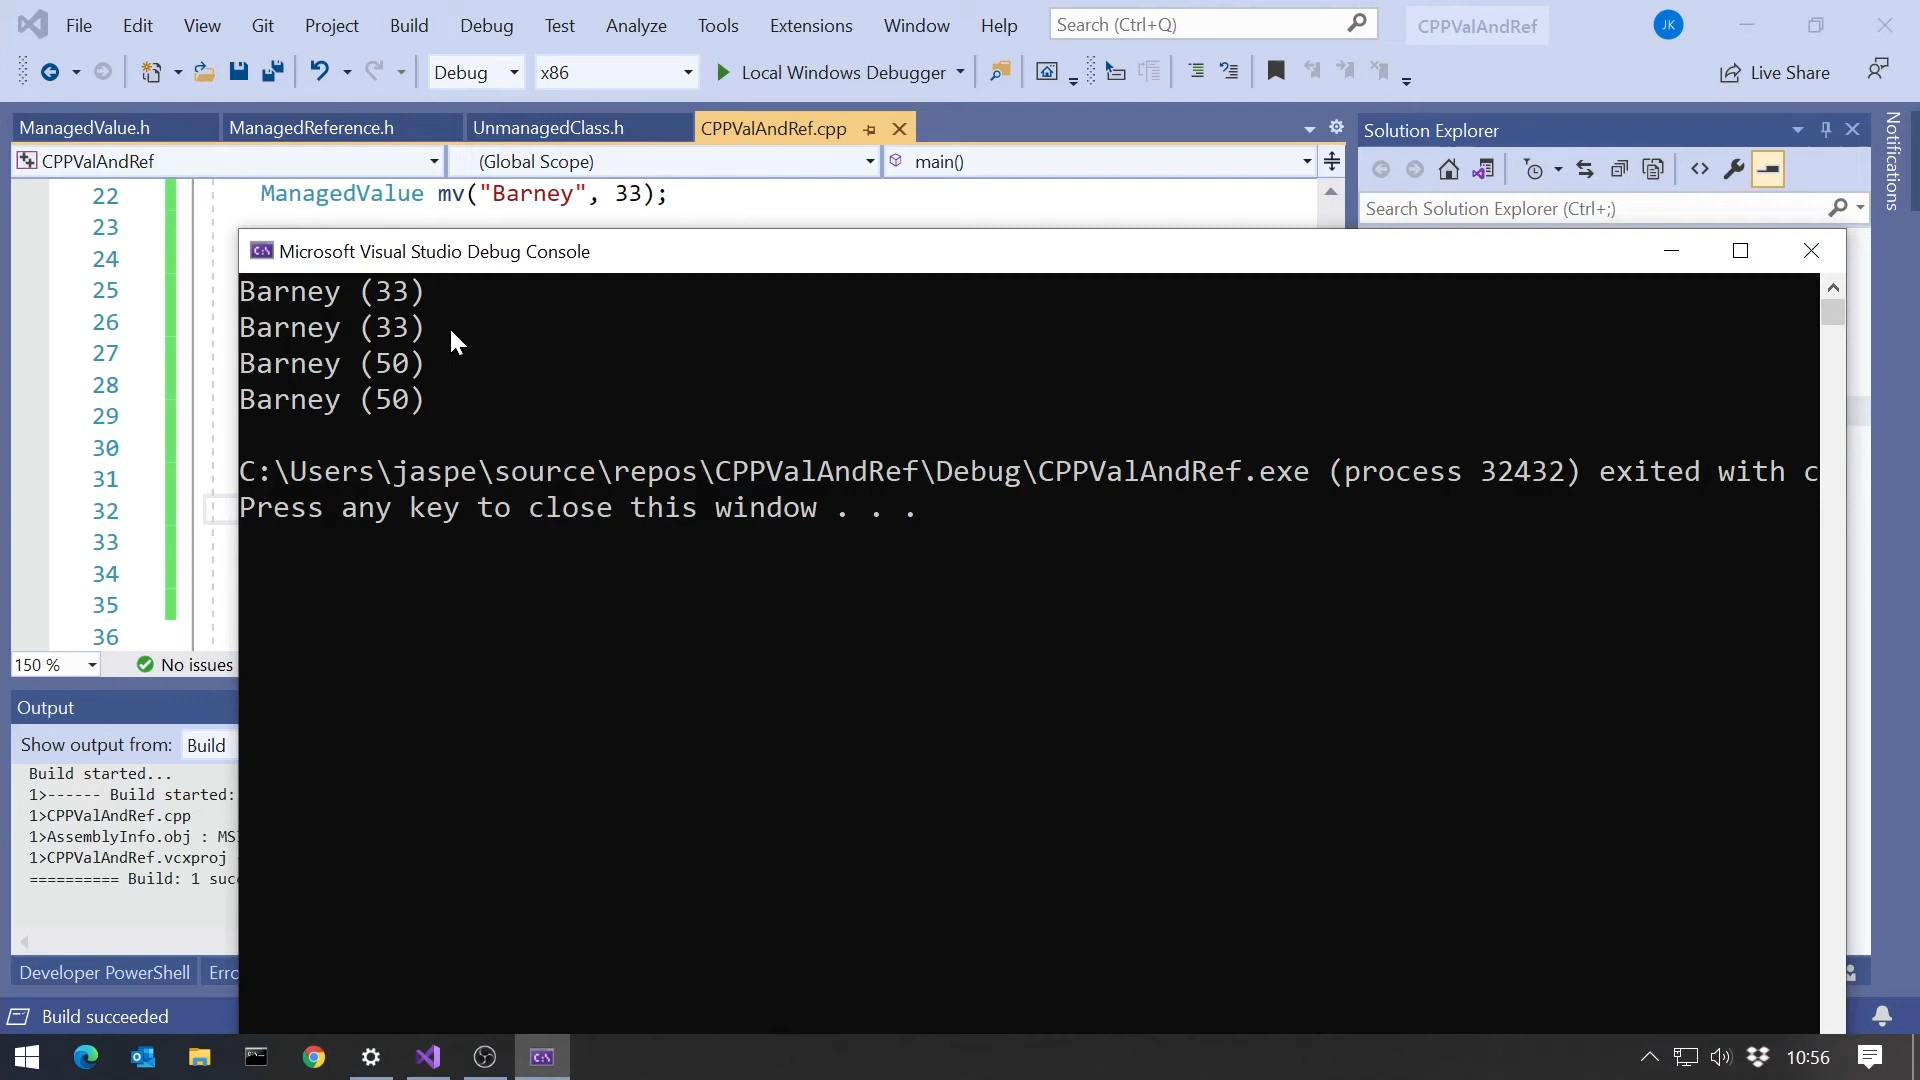 File Edit View Git Project Build Debug Test Analyze Tools Extensions Window Help Search (Ctrl+Q) CPPValAndRef JK
Debug x86 Local Windows Debugger Live Share
ManagedValue.h ManagedReference.h UnmanagedClass.h CPPValAndRef.cpp
CPPValAndRef (Global Scope) main()
22 ManagedValue mv("Barney", 33);
23
24
25
26
27
28
29
30
31
32
33
34
35
36
150 % No issues
Solution Explorer
Search Solution Explorer (Ctrl+;)
Notifications
Microsoft Visual Studio Debug Console
Barney (33)
Barney (33)
Barney (50)
Barney (50)
C:\Users\jaspe\source\repos\CPPValAndRef\Debug\CPPValAndRef.exe (process 32432) exited with c
Press any key to close this window . . .
Output
Show output from: Build
Build started...
1>------ Build started:
1>CPPValAndRef.cpp
1>AssemblyInfo.obj : MS
1>CPPValAndRef.vcxproj
========== Build: 1 suc
Developer PowerShell Erro
Build succeeded
10:56